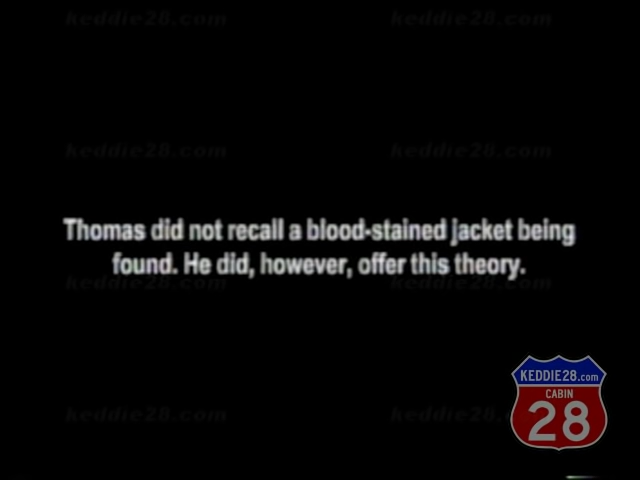 keddie28.com keddie28.com
keddie28.com keddie28.com
Thomas did not recall a blood-stained jacket being
found. He did, however, offer this theory.
keddie28.com keddie28.com
KEDDIE28.com
CABIN
28
keddie28.com keddie28.com